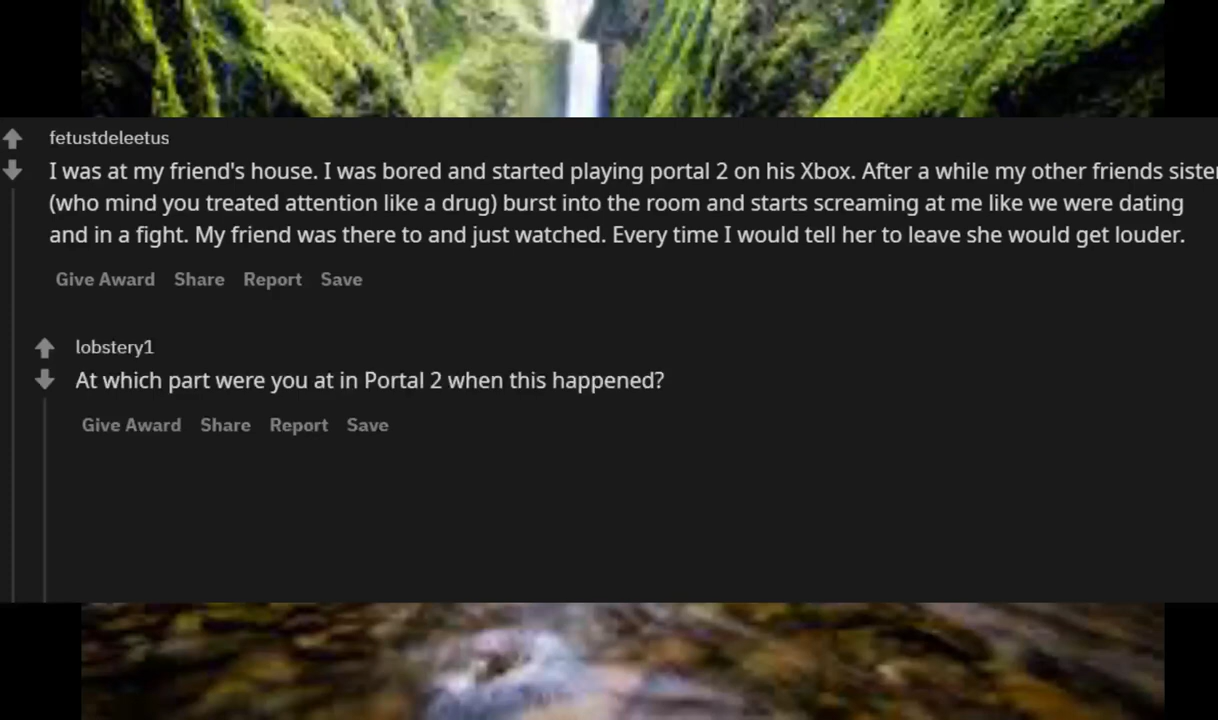 fetustdeleetus
I was at my friend's house. I was bored and started playing portal 2 on his Xbox. After a while my other friends sister
(who mind you treated attention like a drug) burst into the room and starts screaming at me like we were dating
and in a fight. My friend was there to and just watched. Every time I would tell her to leave she would get louder.
Give Award Share Report Save
lobstery1
At which part were you at in Portal 2 when this happened?
Give Award Share Report Save